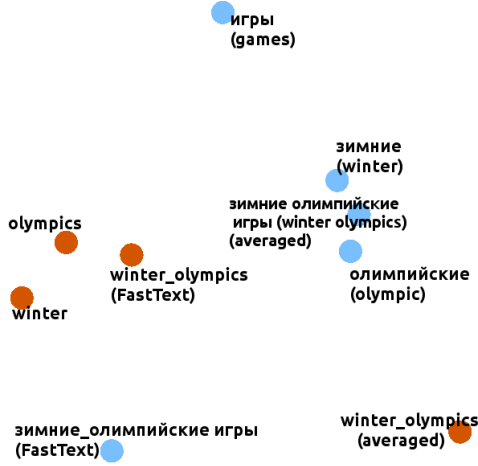 игры
(games)
зимние
(winter)
зимние олимпийские
игры (winter olympics)
(averaged)
olympics
winter_olympics
(FastText)
олимпийские
(olympic)
winter
winter_olympics
(averaged)
зимние_олимпийские игры
(FastText)